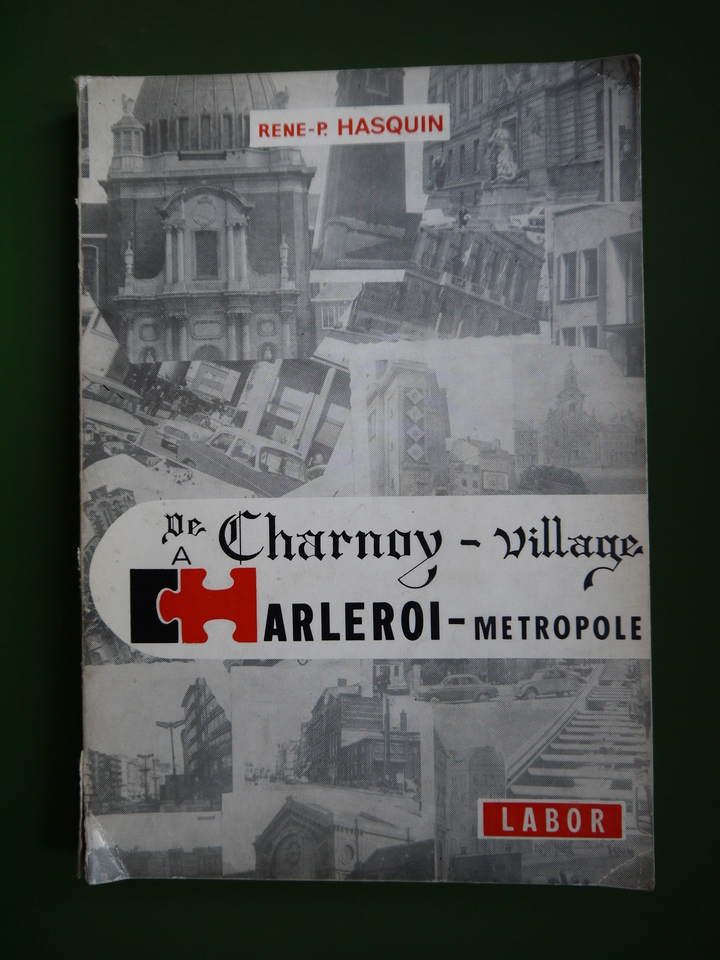 RENE-P. HASQUIN
De Charnoy - Village
A
CHARLEROI - METROPOLE
LABOR